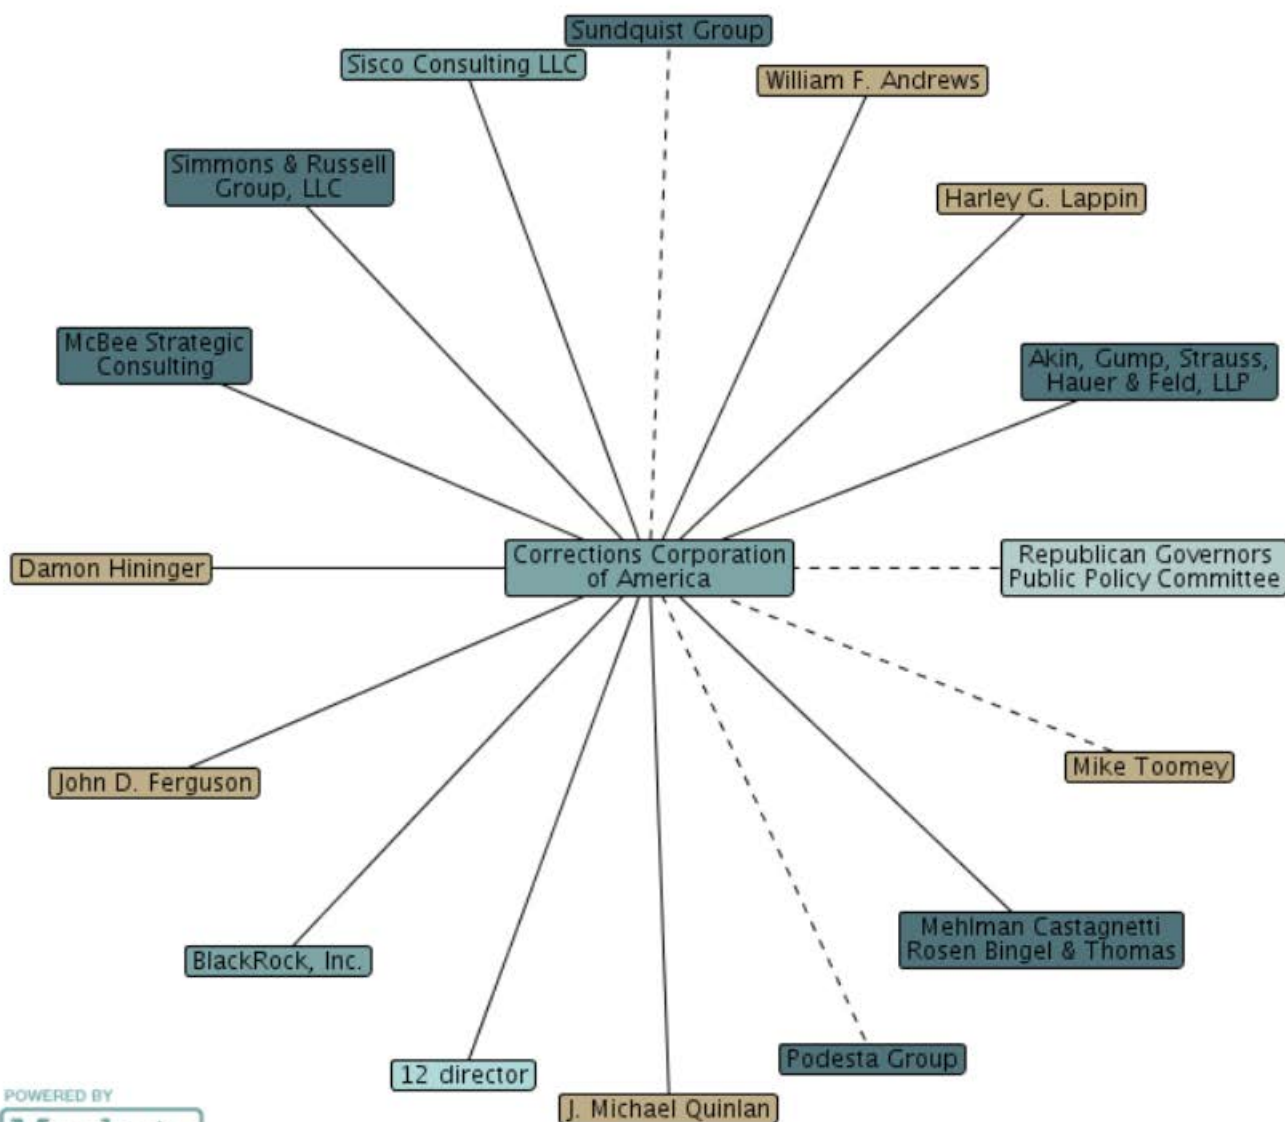 Sundquist Group
Sisco Consulting LLC
William F. Andrews
Simmons & Russell
Group, LLC
Harley G. Lappin
McBee Strategic
Consulting
Akin, Gump, Strauss,
Hauer & Feld, LLP
Corrections Corporation
of America
Damon Hininger
Republican Governors
Public Policy Committee
John D. Ferguson
Mike Toomey
BlackRock, Inc.
Mehlman Castagnetti
Rosen Bingel & Thomas
12 director
Podesta Group
J. Michael Quinlan
POWERED BY